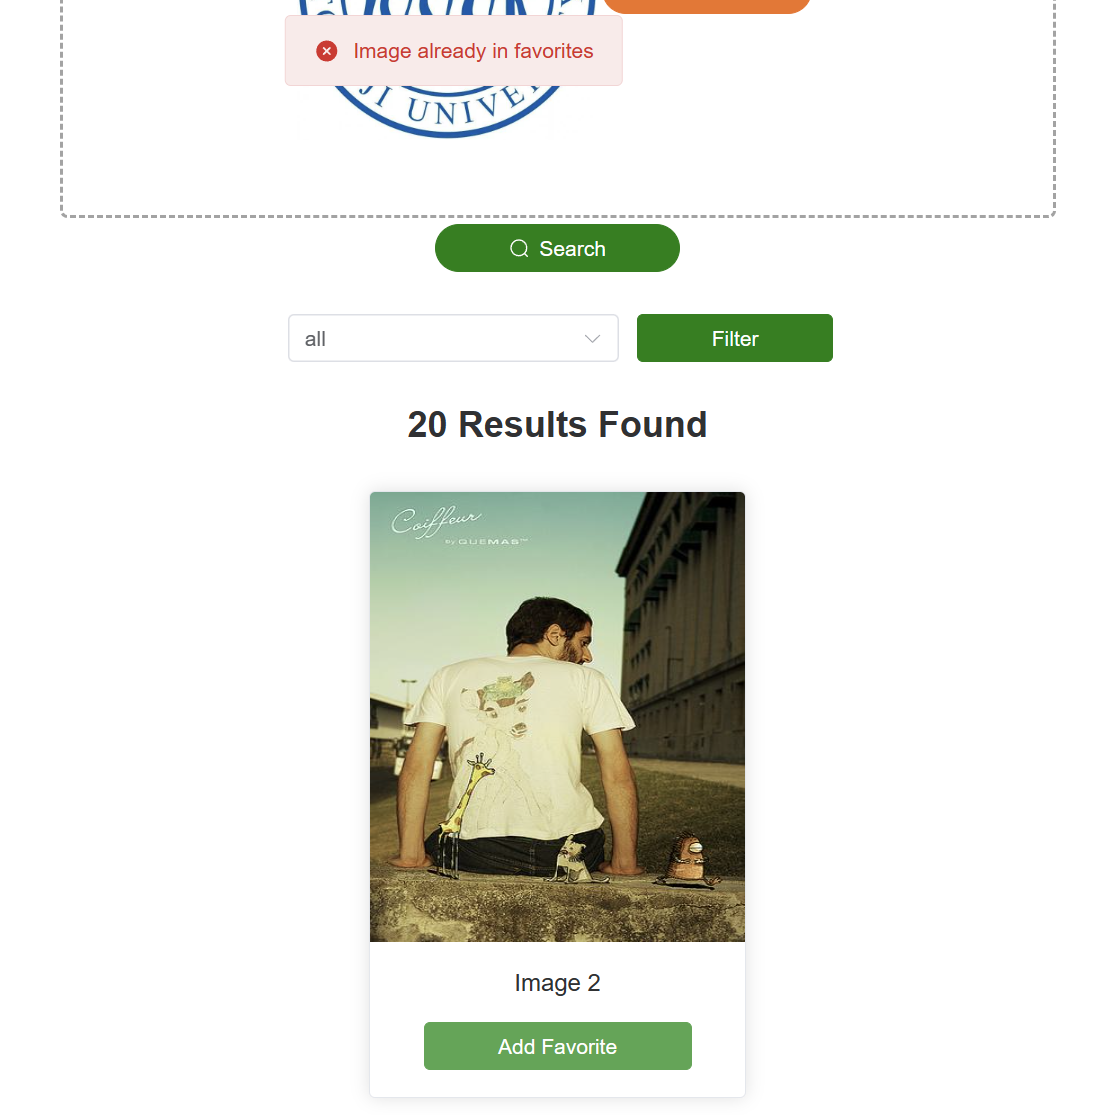 Image already in favorites
JI UNIVE
Search
all
Filter
20 Results Found
Coiffeur
by QUEMAS™
Image 2
Add Favorite